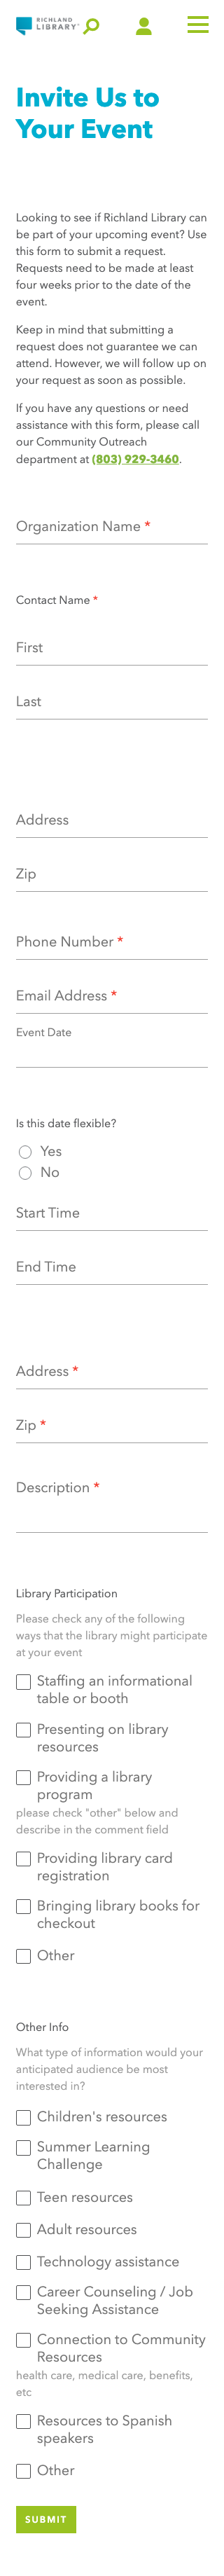 RICHLAND
LIBRARY
Invite Us to
Your Event
Looking to see if Richland Library can
be part of your upcoming event? Use
this form to submit a request.
Requests need to be made at least
four weeks prior to the date of the
event.
Keep in mind that submitting a
request does not guarantee we can
attend. However, we will follow up on
your request as soon as possible.
If you have any questions or need
assistance with this form, please call
our Community Outreach
department at (803) 929-3460.
Organization Name *
Contact Name *
First
Last
Address
Zip
Phone Number *
Email Address *
Event Date
Is this date flexible?
Yes
No
Start Time
End Time
Address *
Zip *
Description *
Library Participation
Please check any of the following
ways that the library might participate
at your event
Staffing an informational
table or booth
Presenting on library
resources
Providing a library
program
please check "other" below and
describe in the comment field
Providing library card
registration
Bringing library books for
checkout
Other
Other Info
What type of information would your
anticipated audience be most
interested in?
Children's resources
Summer Learning
Challenge
Teen resources
Adult resources
Technology assistance
Career Counseling / Job
Seeking Assistance
Connection to Community
Resources
health care, medical care, benefits,
etc
Resources to Spanish
speakers
Other
SUBMIT